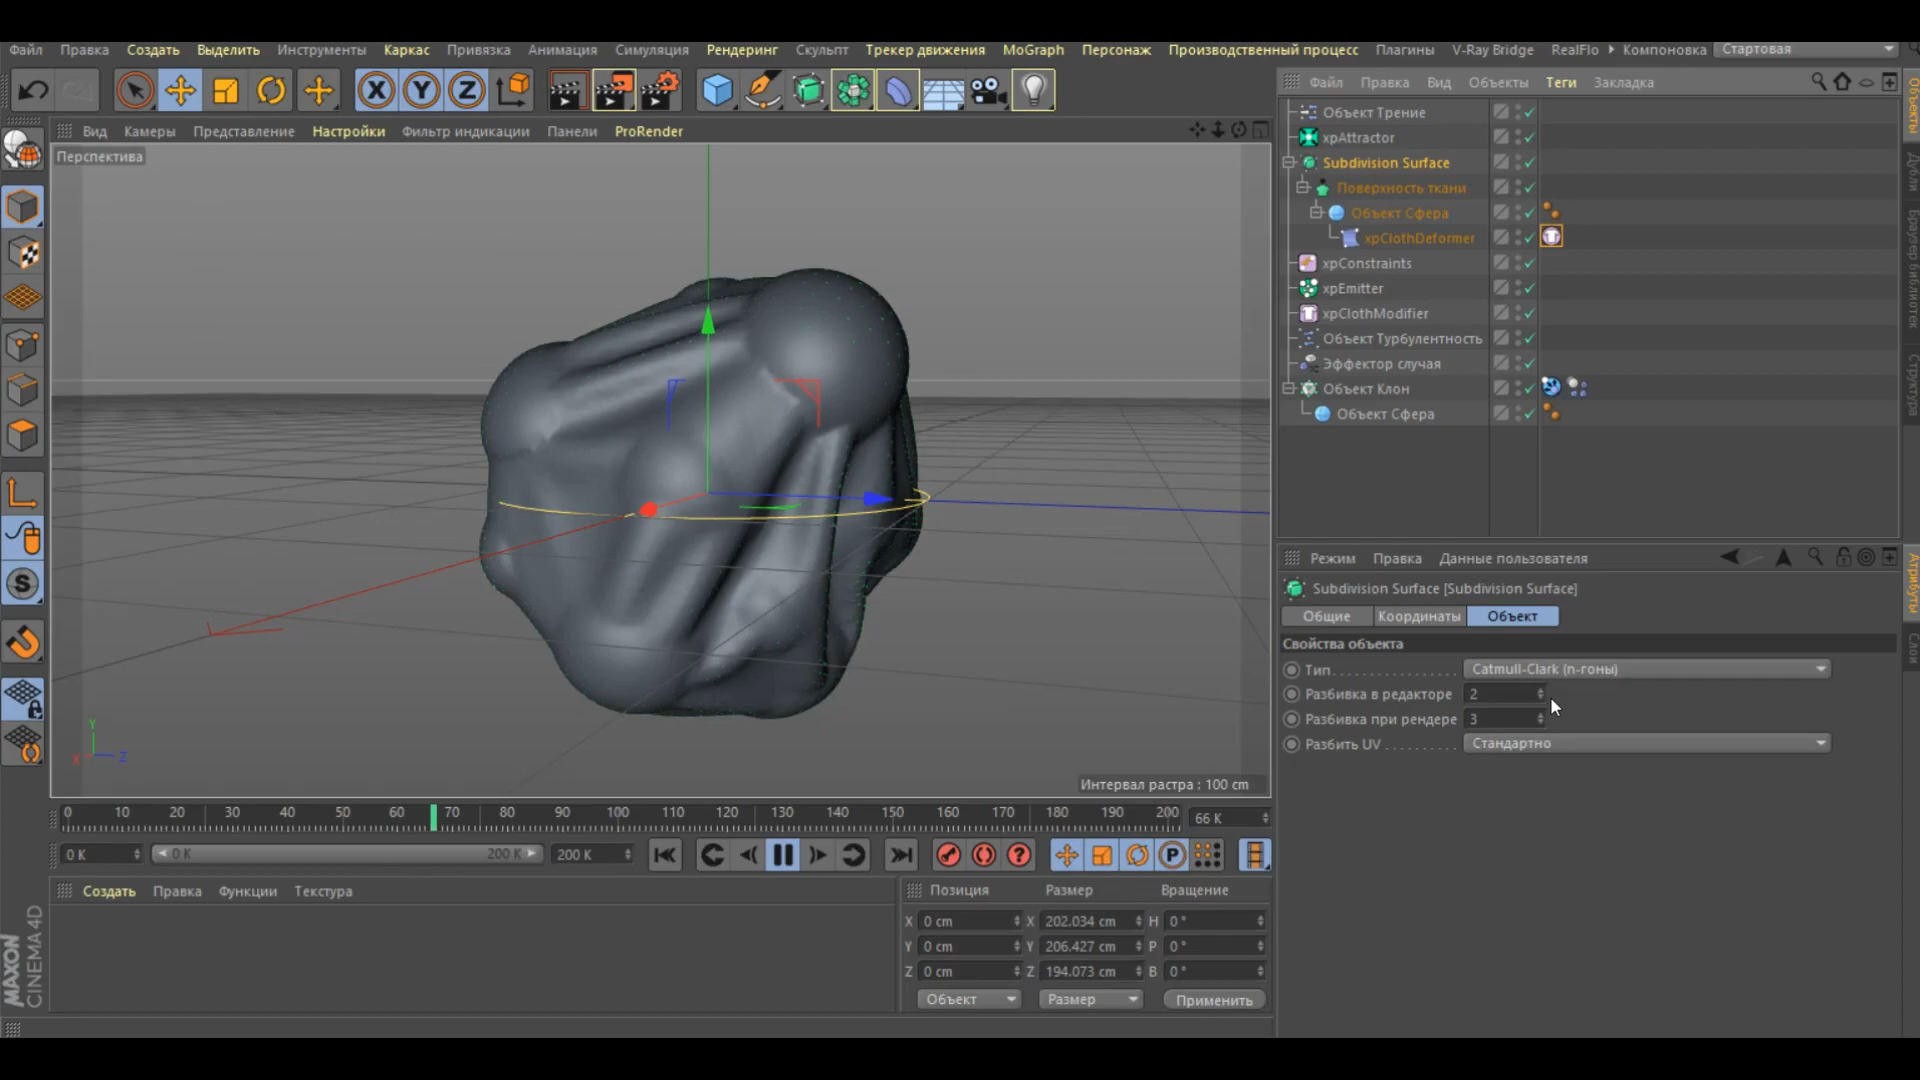 Файл Правка Создать Выделить Инструменты Каркас Привязка Анимация Симуляция Рендеринг Скульпт Трекер движения MoGraph Персонаж Производственный процесс Плагины V-Ray Bridge RealFlo Компоновка Стартовая
X Y Z
Вид Камеры Представление Настройки Фильтр индикации Панели ProRender
Перспектива
Y
X Z
Интервал растра : 100 cm
S
0 10 20 30 40 50 60 70 80 90 100 110 120 130 140 150 160 170 180 190 200 66 K
0 K 0 K 200 K 200 K
? P
Создать Правка Функции Текстура
MAXON
CINEMA 4D
Позиция Размер Вращение
X 0 cm X 202.034 cm H 0 °
Y 0 cm Y 206.427 cm P 0 °
Z 0 cm Z 194.073 cm B 0 °
Объект Размер Применить
Файл Правка Вид Объекты Теги Закладка
Объект Трение
xpAttractor
Subdivision Surface
Поверхность ткани
Объект Сфера
xpClothDeformer
xpConstraints
xpEmitter
xpClothModifier
Объект Турбулентность
Эффектор случая
Объект Клон
Объект Сфера
Объекты
Дубли
Браузер библиотек
Структура
Режим Правка Данные пользователя
Subdivision Surface [Subdivision Surface]
Общие Координаты Объект
Свойства объекта
Тип Catmull-Clark (n-гоны)
Разбивка в редакторе 2
Разбивка при рендере 3
Разбить UV Стандартно
Атрибуты
Слои